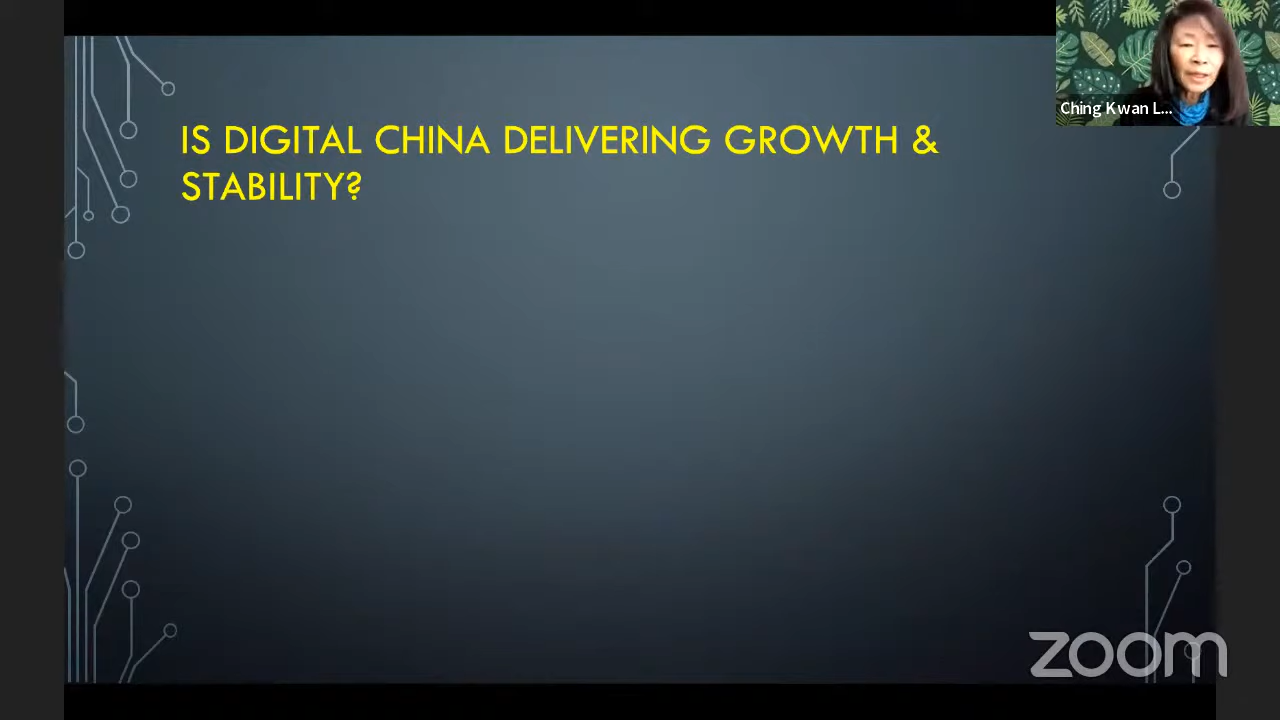 Ching Kwan L...
IS DIGITAL CHINA DELIVERING GROWTH &
STABILITY?
zoom